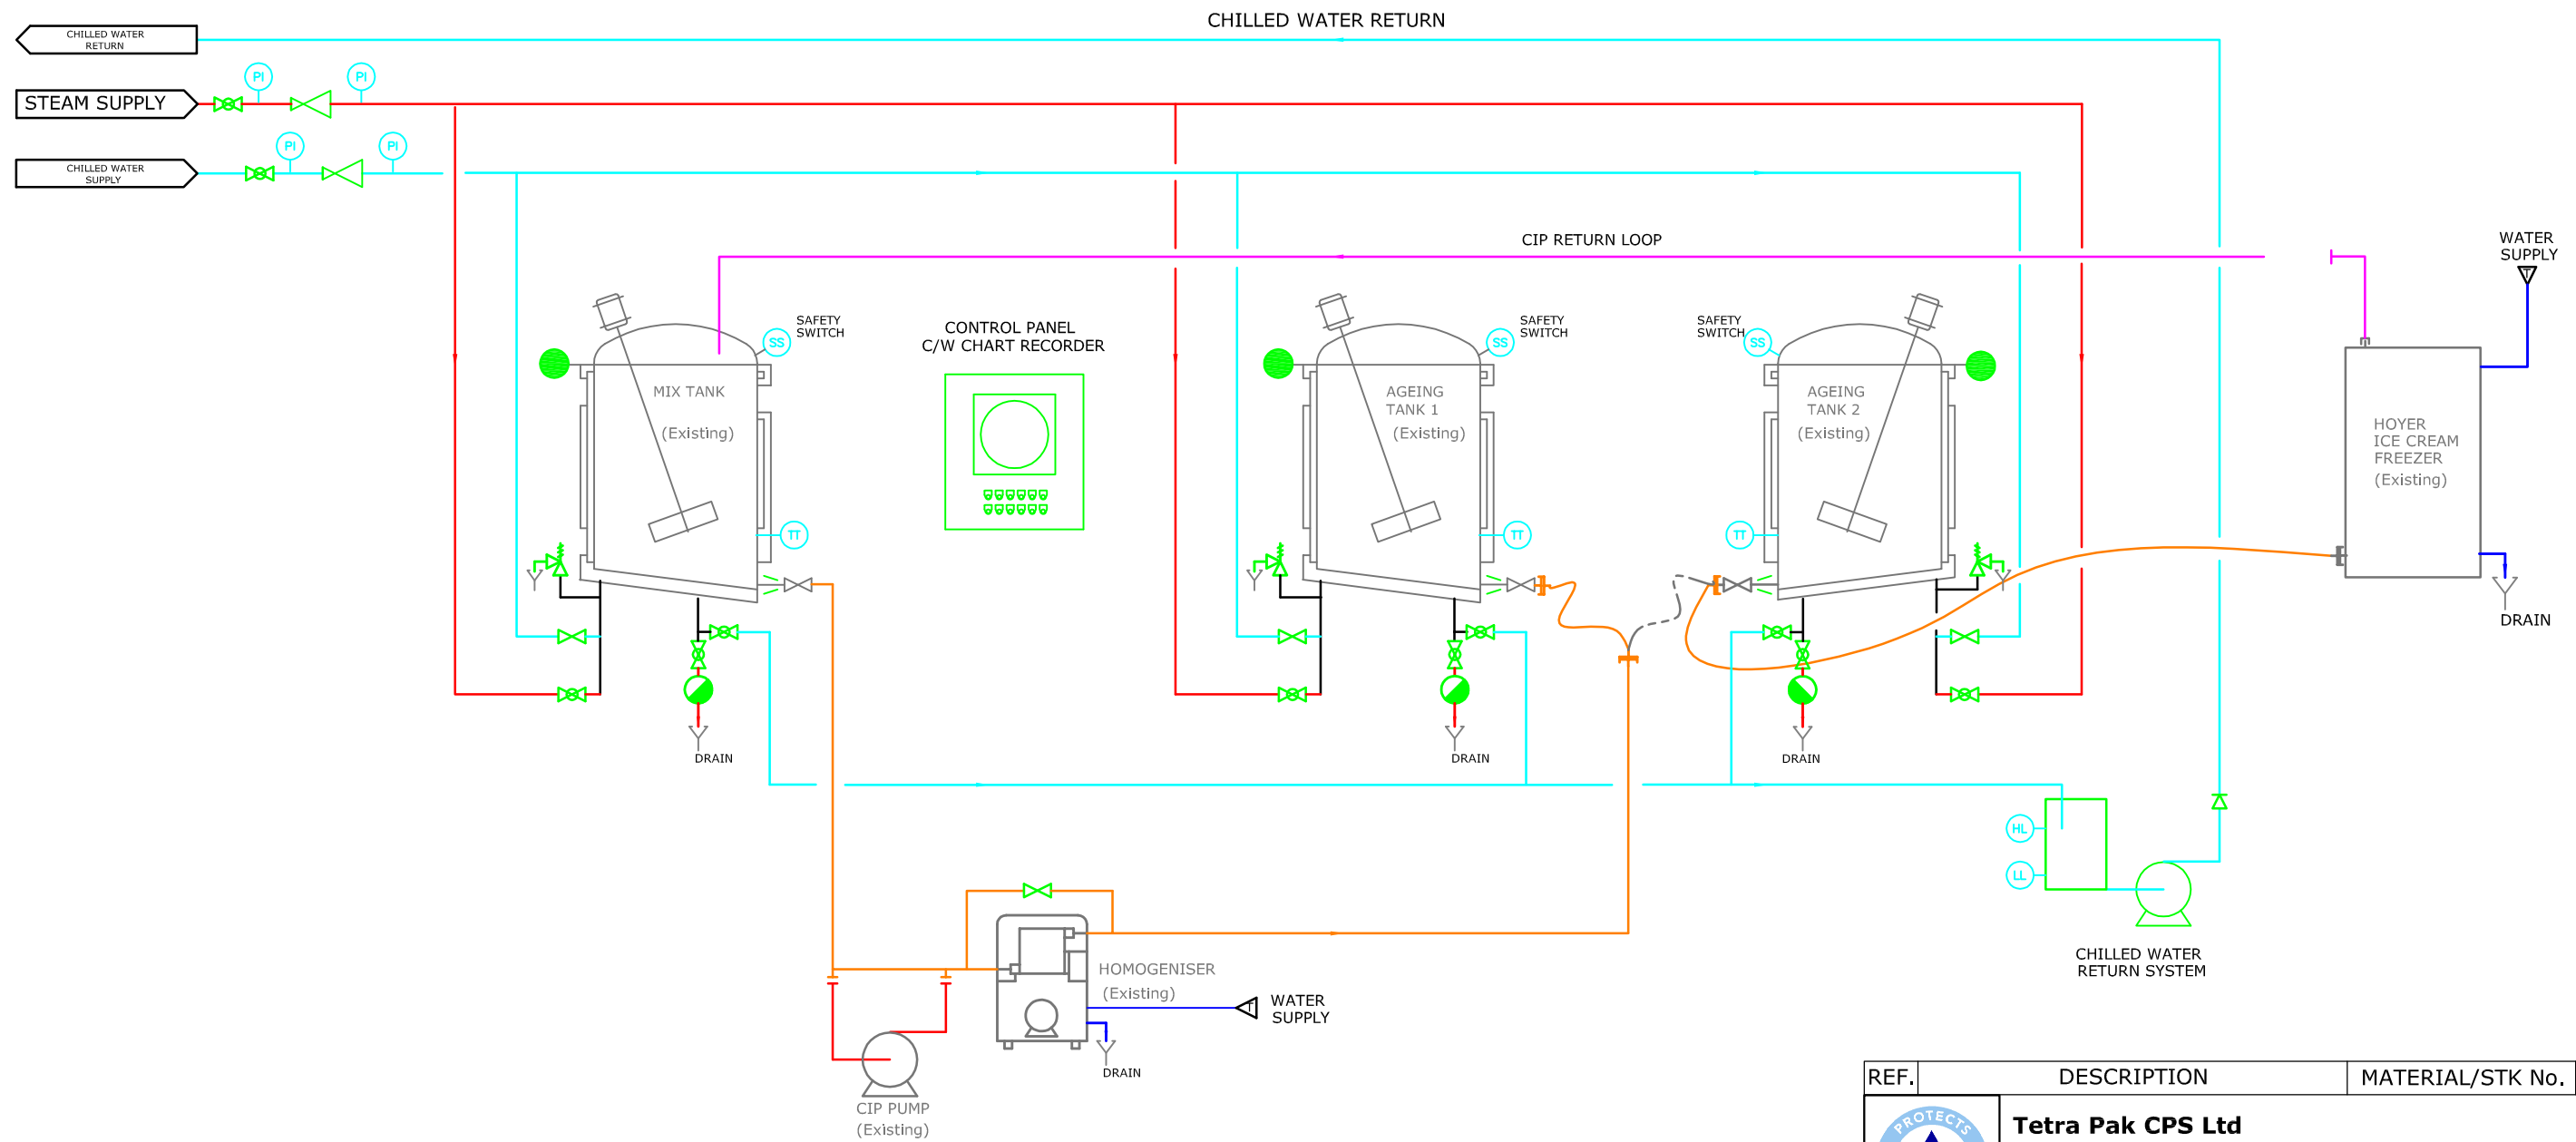 CHILLED WATER RETURN
CHILLED WATER
RETURN
PI
PI
STEAM SUPPLY
PI
PI
CHILLED WATER
SUPPLY
CIP RETURN LOOP
WATER
SUPPLY
T
SAFETY
SWITCH
SS
CONTROL PANEL
C/W CHART RECORDER
SAFETY
SWITCH
SS
SAFETY
SWITCH
SS
MIX TANK
(Existing)
AGEING
TANK 1
(Existing)
AGEING
TANK 2
(Existing)
HOYER
ICE CREAM
FREEZER
(Existing)
TT
TT
TT
DRAIN
DRAIN
DRAIN
DRAIN
HL
LL
CHILLED WATER
RETURN SYSTEM
HOMOGENISER
(Existing)
T
WATER
SUPPLY
DRAIN
CIP PUMP
(Existing)
REF.
DESCRIPTION
MATERIAL/STK No.
PROTECTS
Tetra Pak CPS Ltd